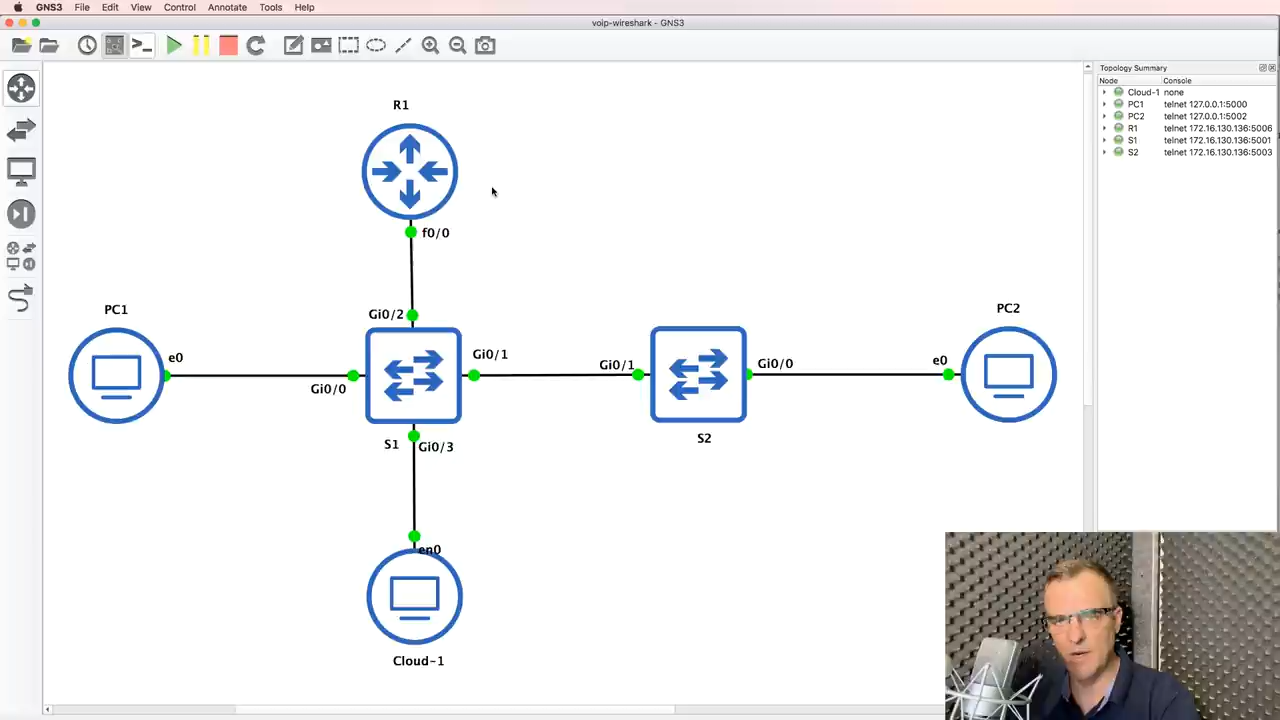 GNS3 File Edit View Control Annotate Tools Help
voip-wireshark - GNS3
Topology Summary
Node Console
Cloud-1 none
PC1 telnet 127.0.0.1:5000
PC2 telnet 127.0.0.1:5002
R1 telnet 172.16.130.136:5006
S1 telnet 172.16.130.136:5001
S2 telnet 172.16.130.136:5003
R1
f0/0
Gi0/2
PC1
e0
Gi0/0
Gi0/1
S1
Gi0/3
Gi0/1
Gi0/0
S2
PC2
e0
en0
Cloud-1